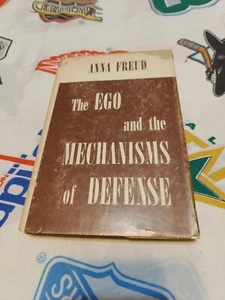 ANNA FREUD
The EGO
and the
MECHANISMS
of DEFENSE